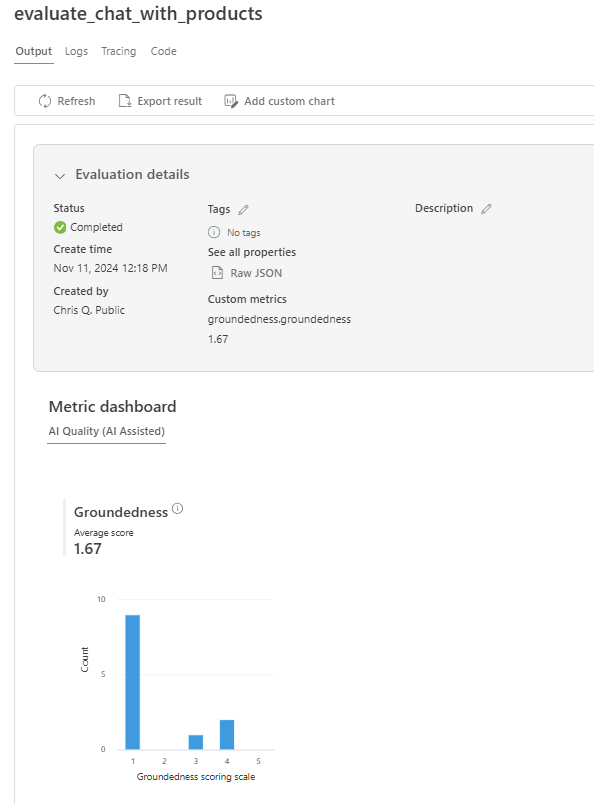 evaluate_chat_with_products
Output Logs Tracing Code
Refresh Export result Add custom chart
Evaluation details
Status
Completed
Create time
Nov 11, 2024 12:18 PM
Created by
Chris Q. Public
Tags
No tags
See all properties
Raw JSON
Custom metrics
groundedness.groundedness
1.67
Description
Metric dashboard
AI Quality (AI Assisted)
Groundedness
Average score
1.67
10
5
0
Count
1 2 3 4 5
Groundedness scoring scale